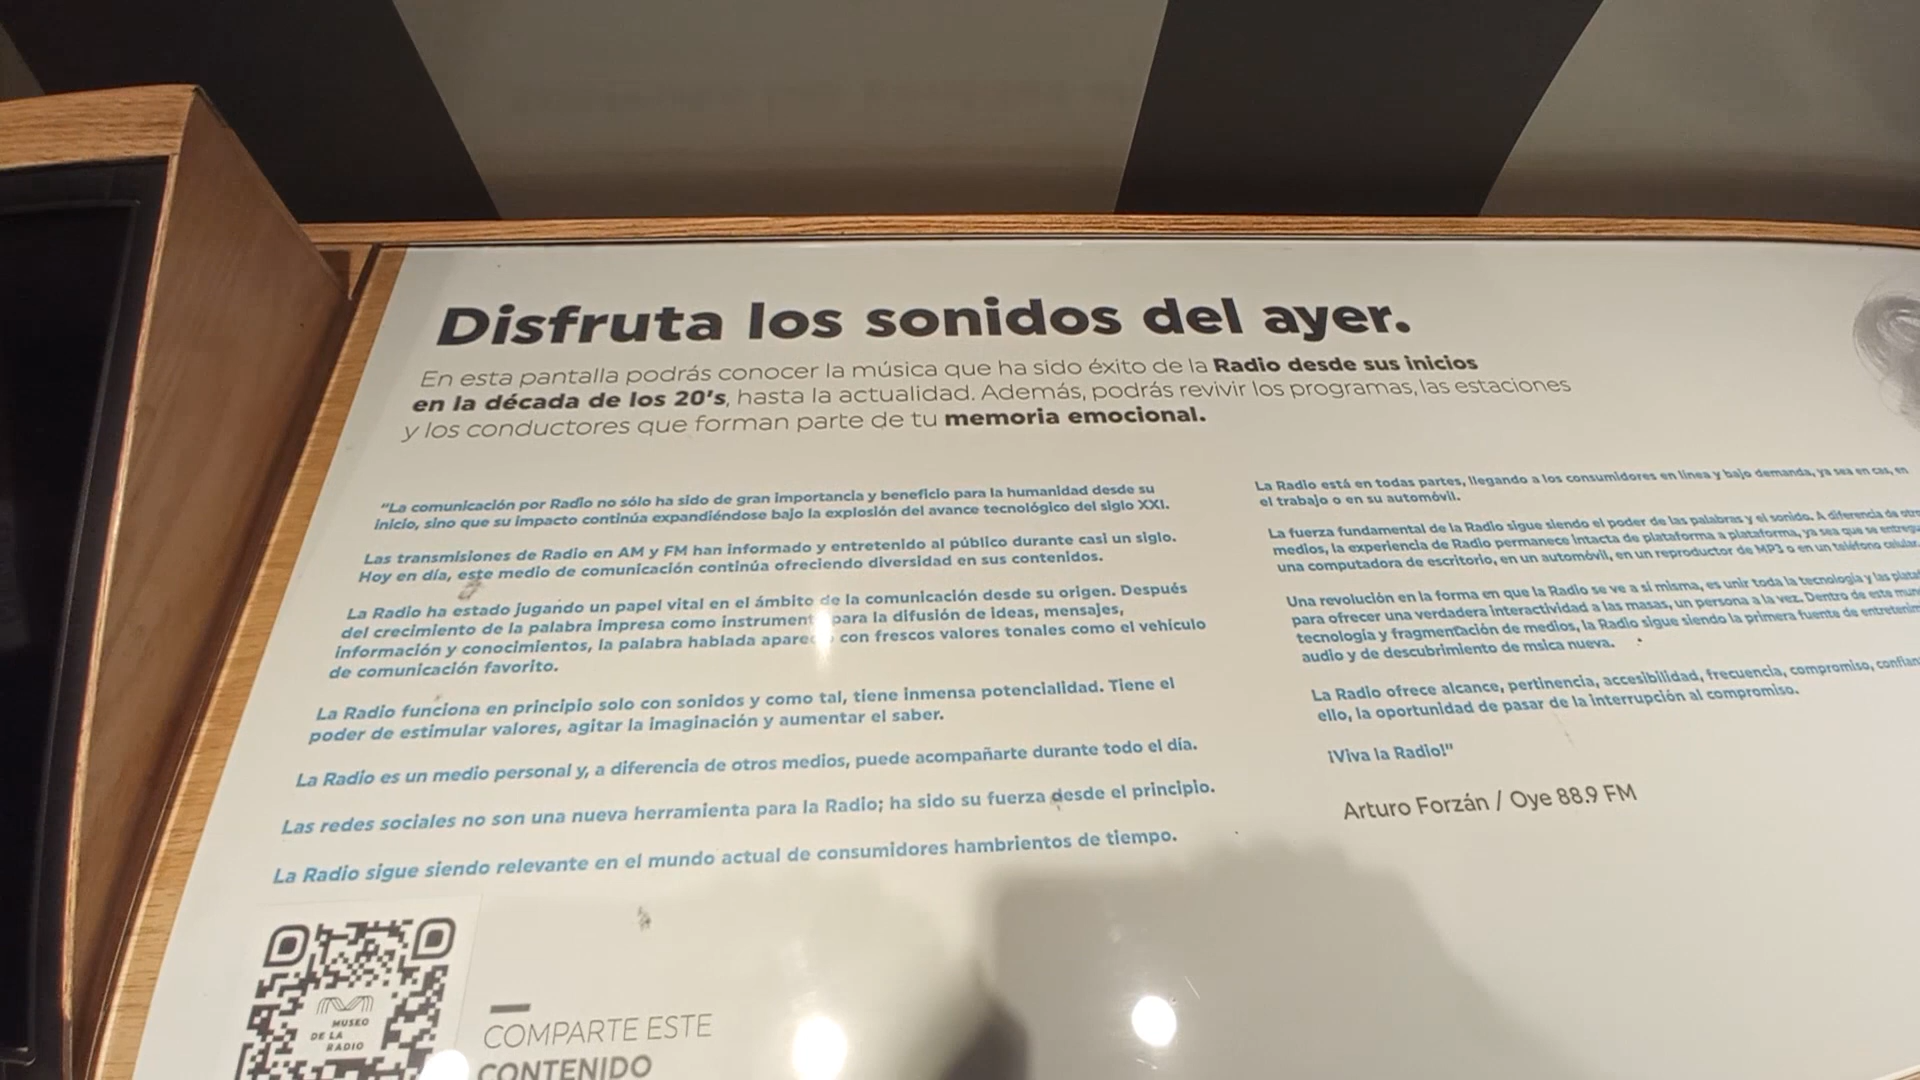 Disfruta los sonidos del ayer.
En esta pantalla podrás conocer la música que ha sido éxito de la Radio desde sus inicios
en la década de los 20's, hasta la actualidad. Además, podrás revivir los programas, las estaciones
y los conductores que forman parte de tu memoria emocional.
"La comunicación por Radio no sólo ha sido de gran importancia y beneficio para la humanidad desde su
inicio, sino que su impacto continúa expandiéndose bajo la explosión del avance tecnológico del siglo XXI.
Las transmisiones de Radio en AM y FM han informado y entretenido al público durante casi un siglo.
Hoy en día, este medio de comunicación continúa ofreciendo diversidad en sus contenidos.
La Radio ha estado jugando un papel vital en el ámbito de la comunicación desde su origen. Después
del crecimiento de la palabra impresa como instrument para la difusión de ideas, mensajes,
información y conocimientos, la palabra hablada apare con frescos valores tonales como el vehículo
de comunicación favorito.
La Radio funciona en principio solo con sonidos y como tal, tiene inmensa potencialidad. Tiene el
poder de estimular valores, agitar la imaginación y aumentar el saber.
La Radio es un medio personal y, a diferencia de otros medios, puede acompañarte durante todo el día.
Las redes sociales no son una nueva herramienta para la Radio; ha sido su fuerza desde el principio.
La Radio sigue siendo relevante en el mundo actual de consumidores hambrientos de tiempo.
La Radio está en todas partes, llegando a los consumidores en línea y bajo demanda, ya sea en cas, en
el trabajo o en su automóvil.
La fuerza fundamental de la Radio sigue siendo el poder de las palabras y el sonido. A diferencia de otro
medios, la experiencia de Radio permanece intacta de plataforma a plataforma, ya sea que se entregu
una computadora de escritorio, en un automóvil, en un reproductor de MP3 o en un teléfono celular.
Una revolución en la forma en que la Radio se ve a sí misma, es unir toda la tecnología y las plataf
para ofrecer una verdadera interactividad a las masas, un persona a la vez. Dentro de este mun
tecnología y fragmentación de medios, la Radio sigue siendo la primera fuente de entretenim
audio y de descubrimiento de msica nueva.
La Radio ofrece alcance, pertinencia, accesibilidad, frecuencia, compromiso, confian
ello, la oportunidad de pasar de la interrupción al compromiso.
¡Viva la Radio!"
Arturo Forzán / Oye 88.9 FM
MUSEO
DE LA
RADIO
COMPARTE ESTE
CONTENIDO